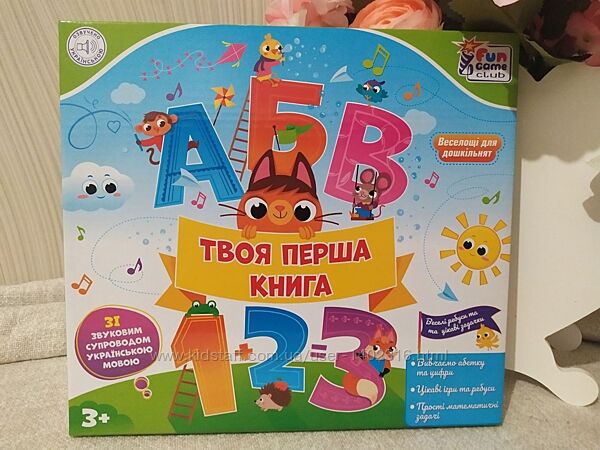 ОЗВУЧЕНО
УКРАЇНСЬКОЮ
Fun
Game
club
АБВ
Веселощі для
дошкільнят
ТВОЯ ПЕРША
КНИГА
ЗІ
ЗВУКОВИМ
СУПРОВОДОМ
УКРАЇНСЬКОЮ
МОВОЮ
1+2=3
Веселі ребуси та
та цікаві задачки
• Вивчаємо абетку
та цифри
• Цікаві ігри та ребуси
• Прості математичні
задачі
3+